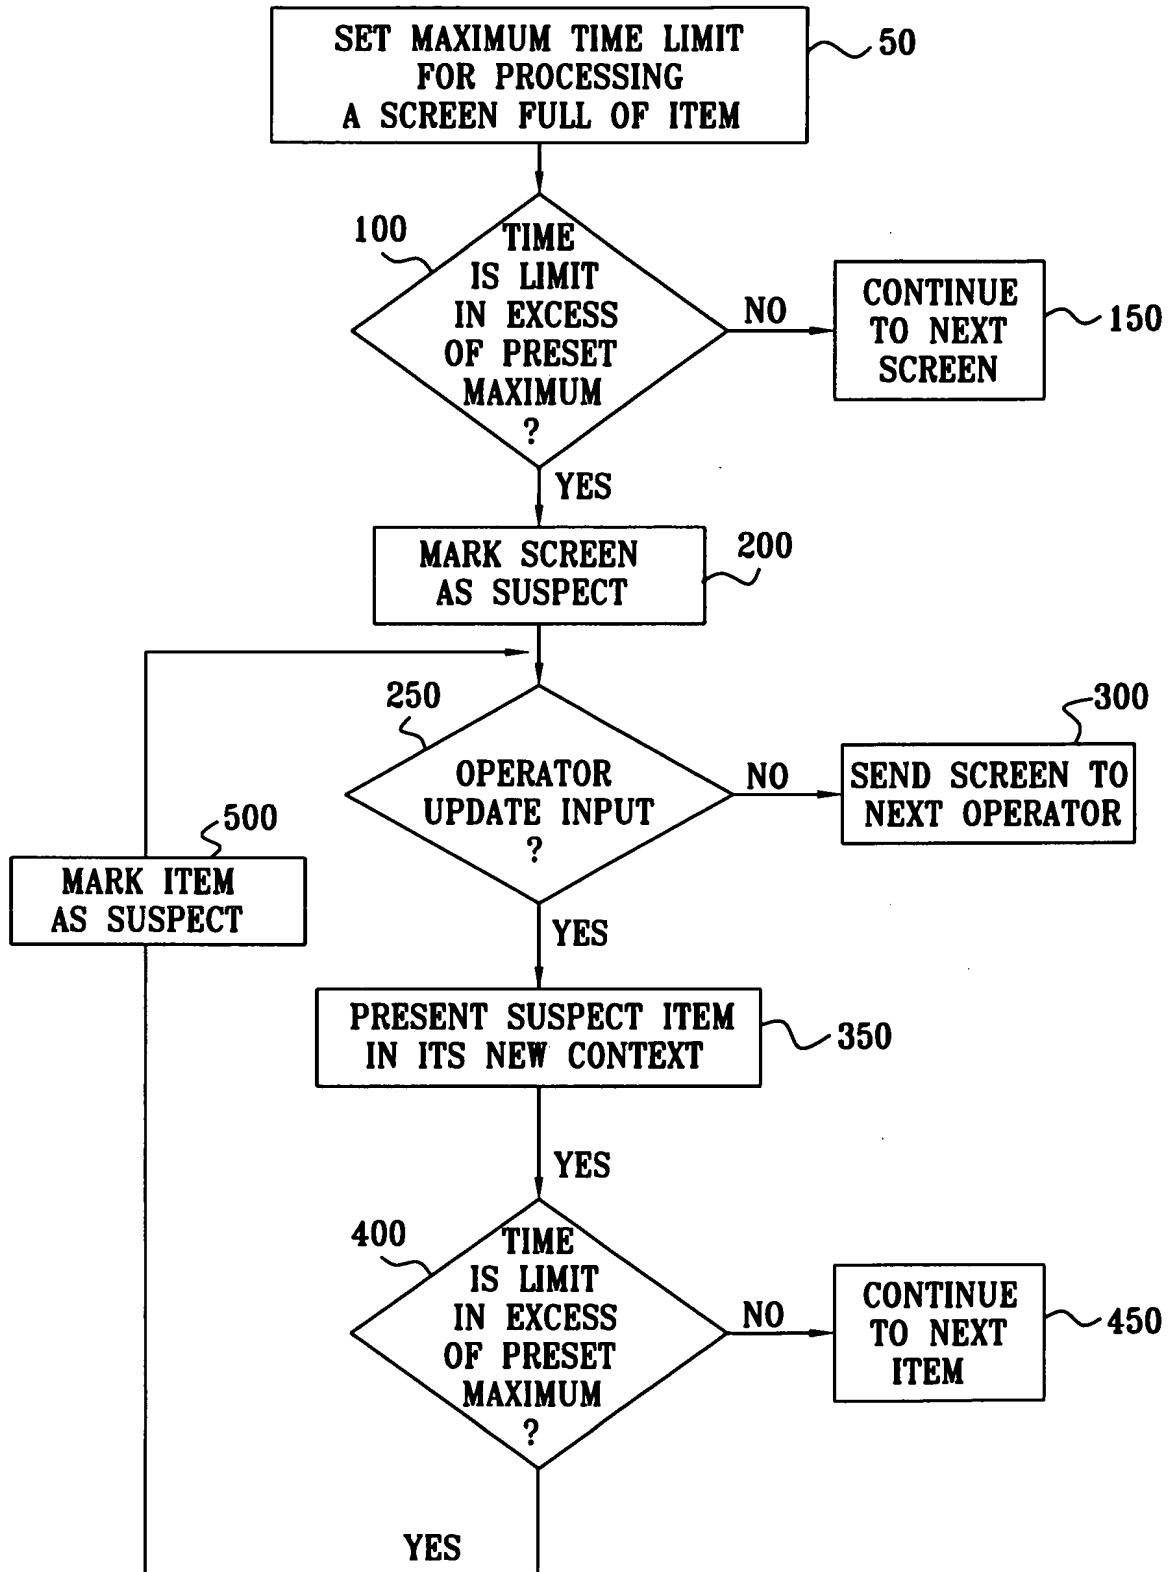 SET MAXIMUM TIME LIMIT
FOR PROCESSING
A SCREEN FULL OF ITEM
50
100
TIME
IS LIMIT
IN EXCESS
OF PRESET
MAXIMUM
?
NO
CONTINUE
TO NEXT
SCREEN
150
YES
MARK SCREEN
AS SUSPECT
200
250
OPERATOR
UPDATE INPUT
?
NO
300
SEND SCREEN TO
NEXT OPERATOR
500
MARK ITEM
AS SUSPECT
YES
PRESENT SUSPECT ITEM
IN ITS NEW CONTEXT
350
YES
400
TIME
IS LIMIT
IN EXCESS
OF PRESET
MAXIMUM
?
NO
CONTINUE
TO NEXT
ITEM
450
YES